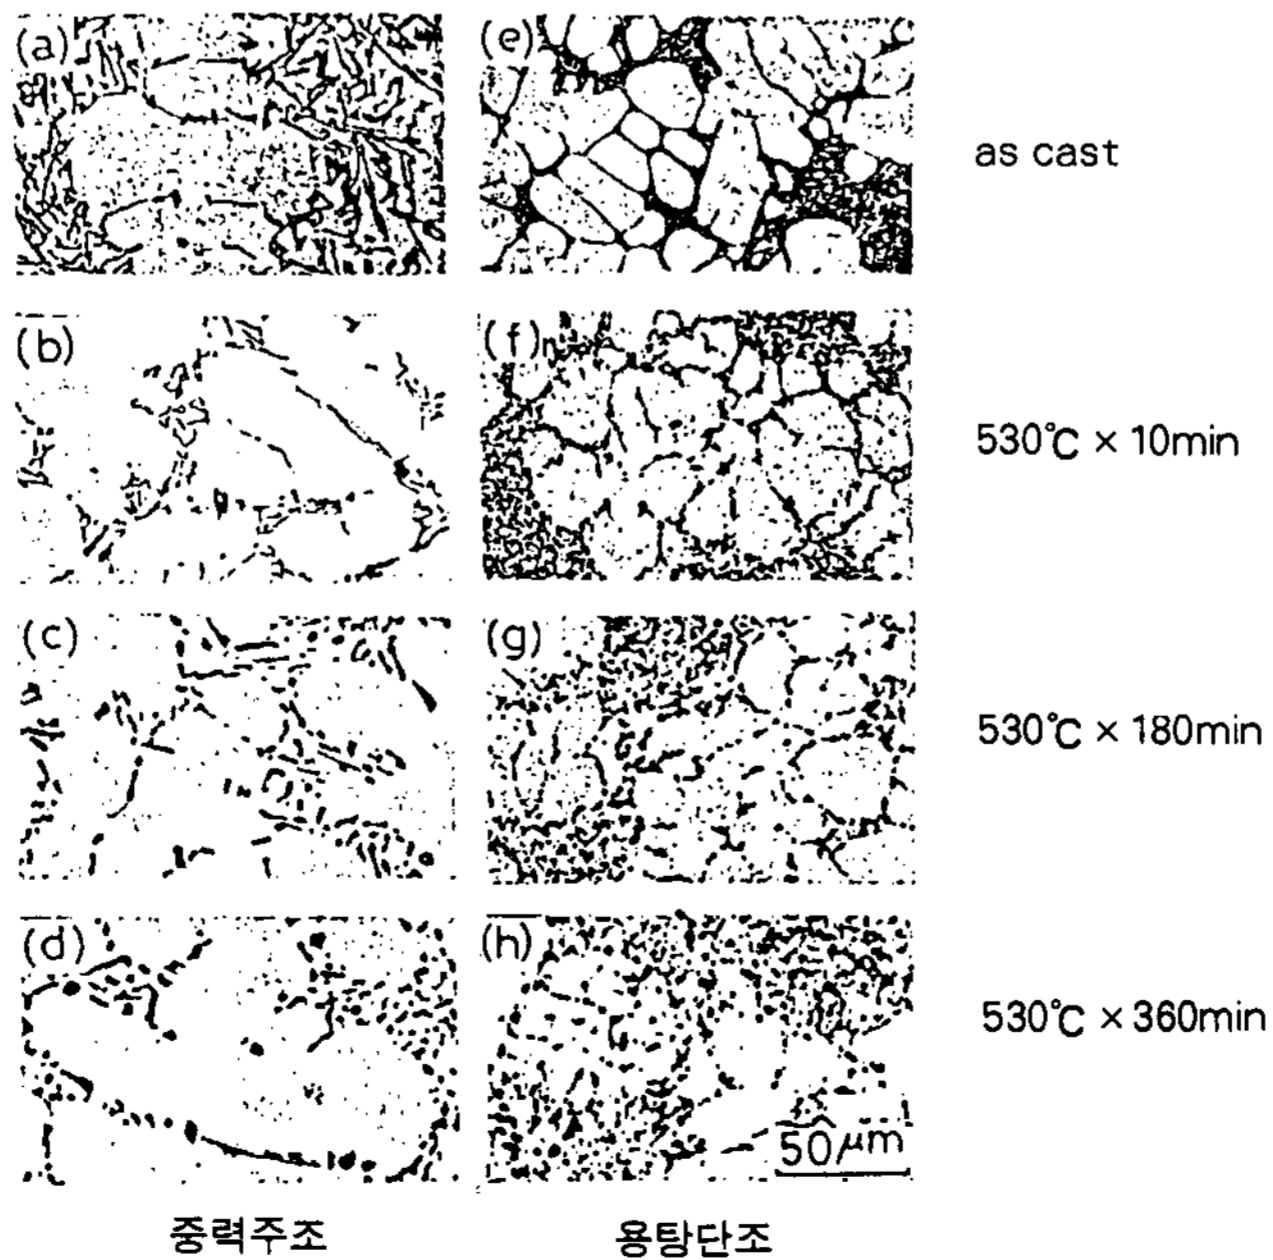 (a)
(e)
as cast
(b)
(f)
530℃ × 10min
(c)
(g)
530℃ × 180min
(d)
(h)
530℃ × 360min
50μm
중력주조
용탕단조